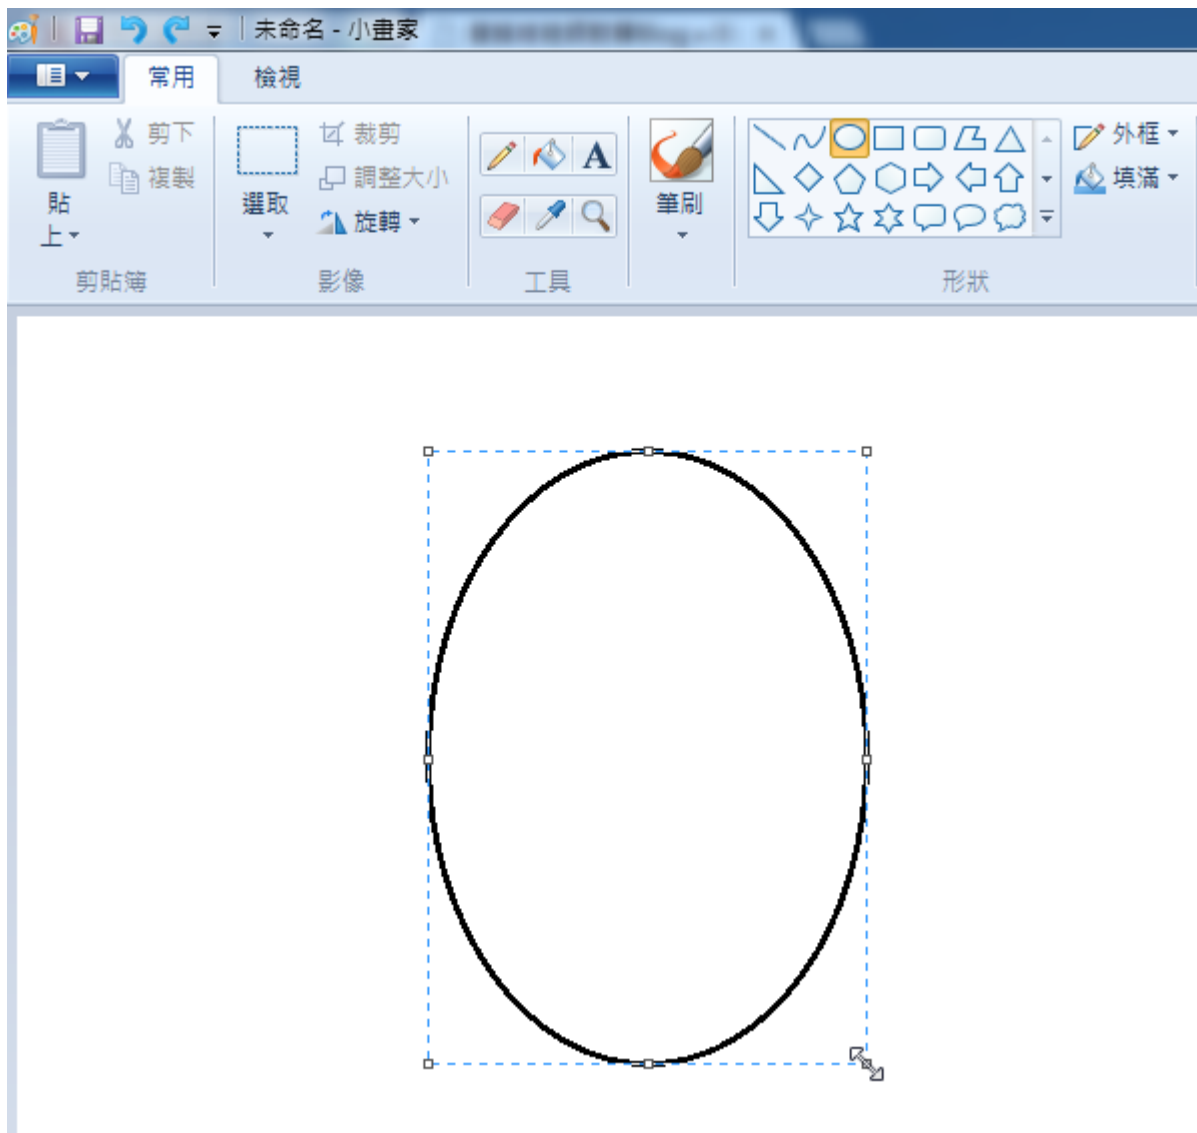 未命名 - 小畫家
常用
檢視
貼上
剪下
複製
剪貼簿
選取
裁剪
調整大小
旋轉
影像
A
工具
筆刷
外框
填滿
形狀